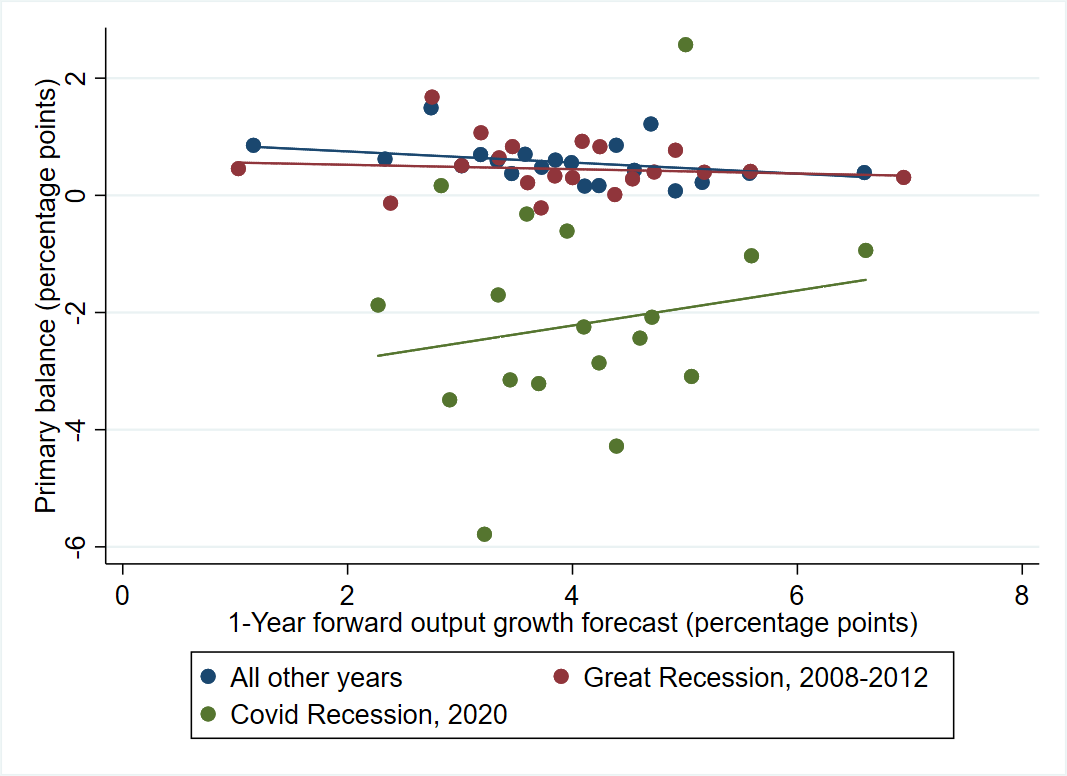 Primary balance (percentage points)
2
0
-2
-4
-6
0 2 4 6 8
1-Year forward output growth forecast (percentage points)
All other years Great Recession, 2008-2012
Covid Recession, 2020